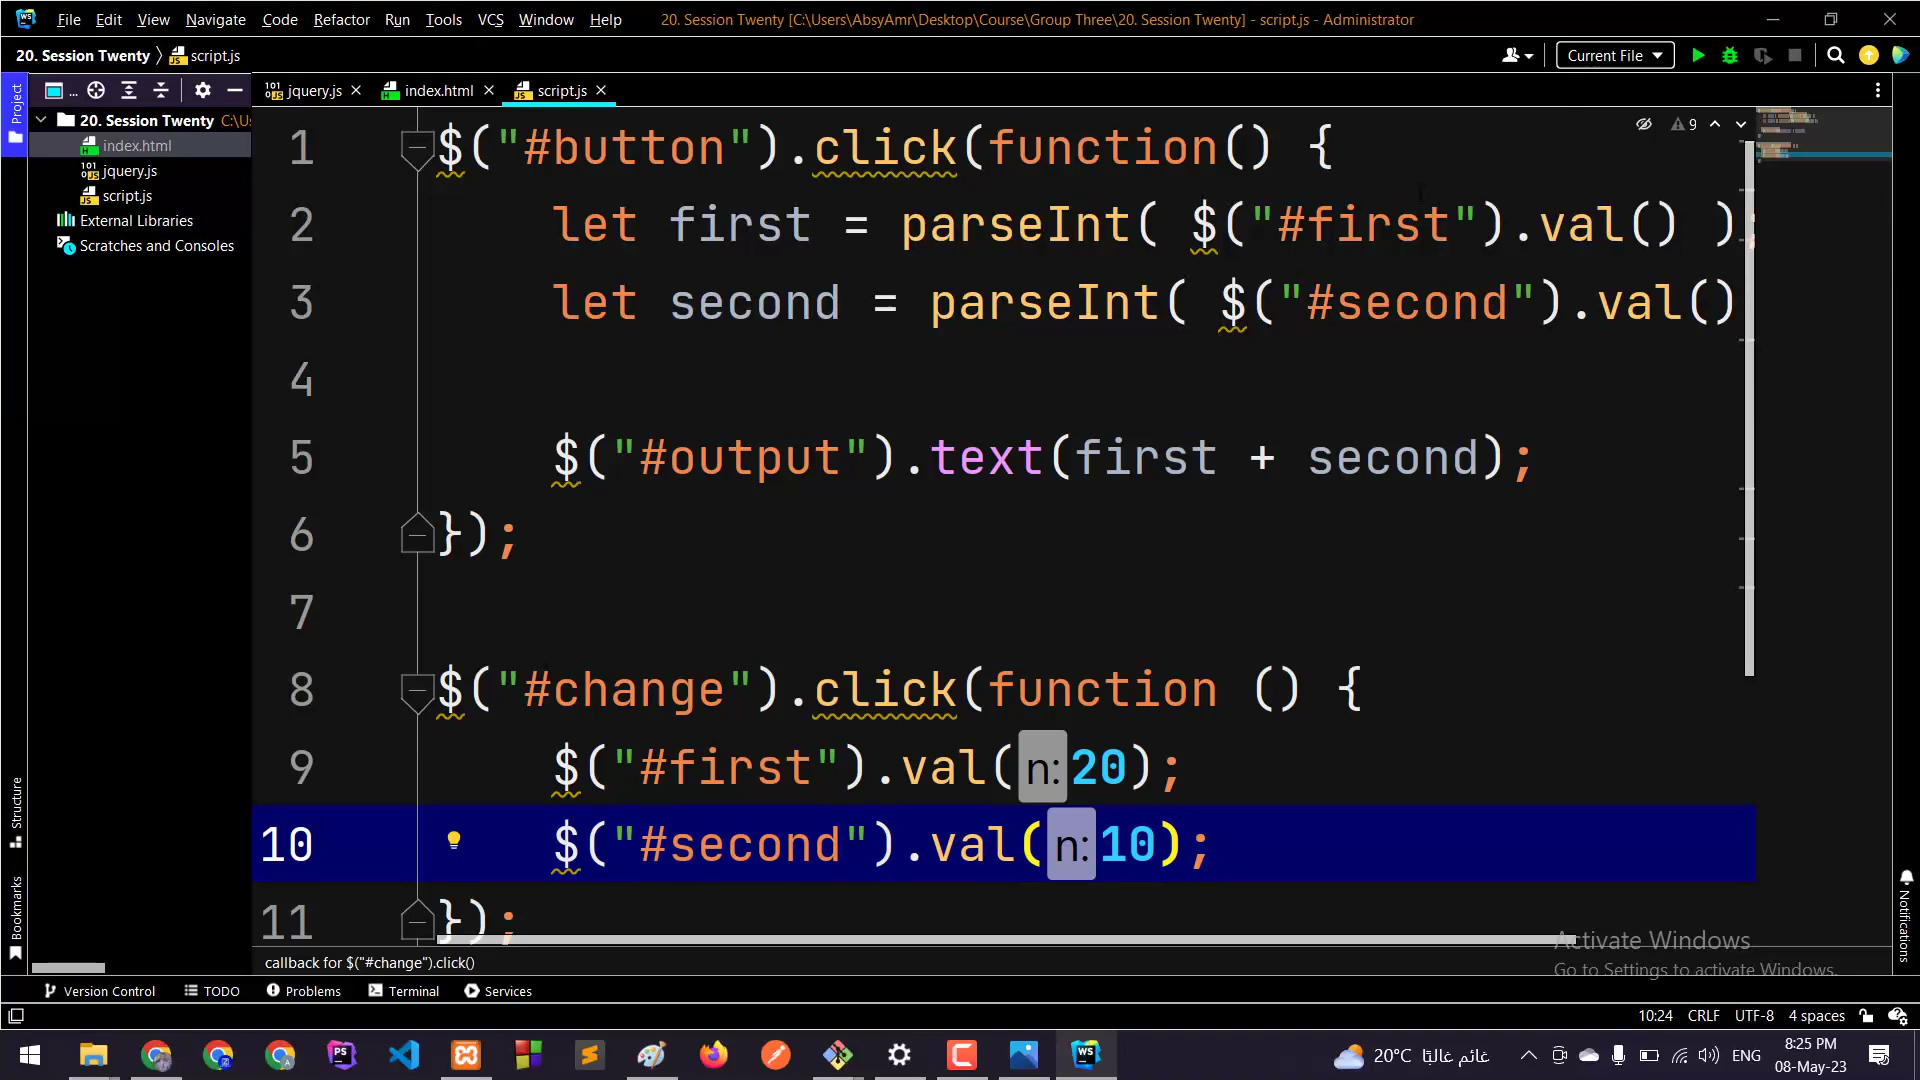 File Edit View Navigate Code Refactor Run Tools VCS Window Help 20. Session Twenty [C:\Users\AbsyAmr\Desktop\Course\Group Three\20. Session Twenty] - script.js - Administrator
20. Session Twenty script.js Current File
Project
... jquery.js index.html script.js
20. Session Twenty C:\U
index.html
jquery.js
script.js
External Libraries
Scratches and Consoles
9
1 $("#button").click(function() {
2 let first = parseInt( $("#first").val() );
3 let second = parseInt( $("#second").val()
4
5 $("#output").text(first + second);
6 });
7
8 $("#change").click(function () {
9 $("#first").val(n: 20);
10 $("#second").val(n: 10);
11 });
Structure
Bookmarks
Notifications
Activate Windows
Go to Settings to activate Windows.
callback for $("#change").click()
Version Control TODO Problems Terminal Services
10:24 CRLF UTF-8 4 spaces
20°C غائم غالبًا ENG 8:25 PM
08-May-23